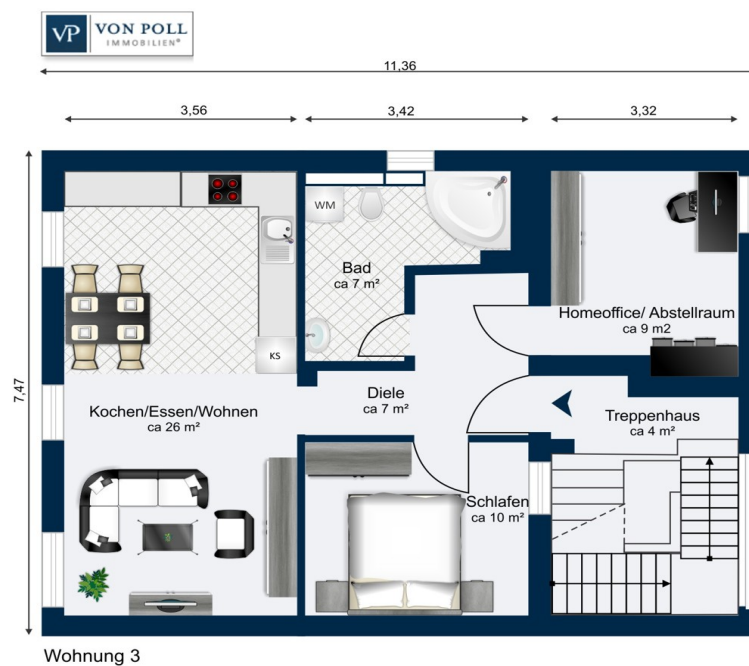 VP VON POLL
IMMOBILIEN®
11,36
3,56
3,42
3,32
7,47
WM
Bad
ca 7 m²
Homeoffice/ Abstellraum
ca 9 m2
KS
Diele
ca 7 m²
Kochen/Essen/Wohnen
ca 26 m²
Treppenhaus
ca 4 m²
Schlafen
ca 10 m²
Wohnung 3